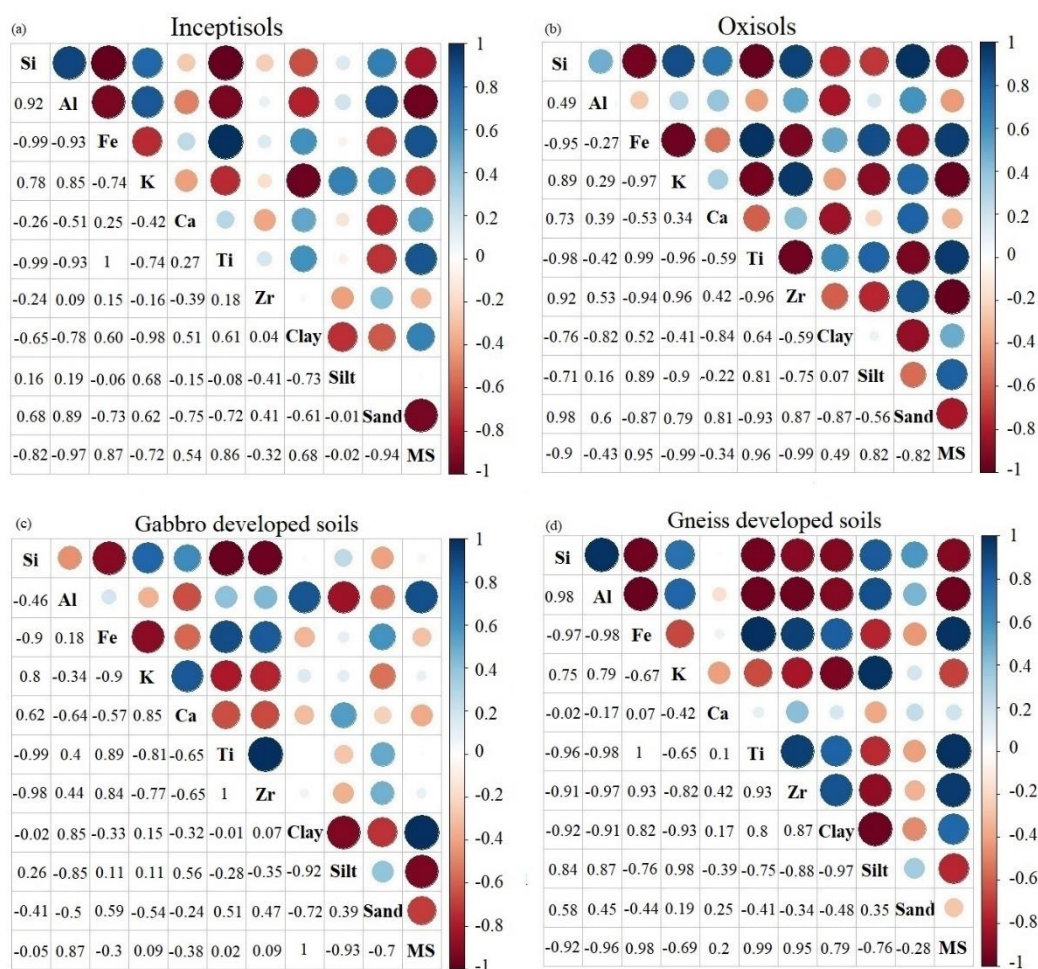 (a) Inceptisols
Si 1
0.92 Al 0.8
-0.99 -0.93 Fe 0.6
0.78 0.85 -0.74 K 0.4
-0.26 -0.51 0.25 -0.42 Ca 0.2
-0.99 -0.93 1 -0.74 0.27 Ti 0
-0.24 0.09 0.15 -0.16 -0.39 0.18 Zr -0.2
-0.65 -0.78 0.60 -0.98 0.51 0.61 0.04 Clay -0.4
0.16 0.19 -0.06 0.68 -0.15 -0.08 -0.41 -0.73 Silt -0.6
0.68 0.89 -0.73 0.62 -0.75 -0.72 0.41 -0.61 -0.01 Sand -0.8
-0.82 -0.97 0.87 -0.72 0.54 0.86 -0.32 0.68 -0.02 -0.94 MS -1
(b) Oxisols
Si 1
0.49 Al 0.8
-0.95 -0.27 Fe 0.6
0.89 0.29 -0.97 K 0.4
0.73 0.39 -0.53 0.34 Ca 0.2
-0.98 -0.42 0.99 -0.96 -0.59 Ti 0
0.92 0.53 -0.94 0.96 0.42 -0.96 Zr -0.2
-0.76 -0.82 0.52 -0.41 -0.84 0.64 -0.59 Clay -0.4
-0.71 0.16 0.89 -0.9 -0.22 0.81 -0.75 0.07 Silt -0.6
0.98 0.6 -0.87 0.79 0.81 -0.93 0.87 -0.87 -0.56 Sand -0.8
-0.9 -0.43 0.95 -0.99 -0.34 0.96 -0.99 0.49 0.82 -0.82 MS -1
(c) Gabbro developed soils
Si 1
-0.46 Al 0.8
-0.9 0.18 Fe 0.6
0.8 -0.34 -0.9 K 0.4
0.62 -0.64 -0.57 0.85 Ca 0.2
-0.99 0.4 0.89 -0.81 -0.65 Ti 0
-0.98 0.44 0.84 -0.77 -0.65 1 Zr -0.2
-0.02 0.85 -0.33 0.15 -0.32 -0.01 0.07 Clay -0.4
0.26 -0.85 0.11 0.11 0.56 -0.28 -0.35 -0.92 Silt -0.6
-0.41 -0.5 0.59 -0.54 -0.24 0.51 0.47 -0.72 0.39 Sand -0.8
-0.05 0.87 -0.3 0.09 -0.38 0.02 0.09 1 -0.93 -0.7 MS -1
(d) Gneiss developed soils
Si 1
0.98 Al 0.8
-0.97 -0.98 Fe 0.6
0.75 0.79 -0.67 K 0.4
-0.02 -0.17 0.07 -0.42 Ca 0.2
-0.96 -0.98 1 -0.65 0.1 Ti 0
-0.91 -0.97 0.93 -0.82 0.42 0.93 Zr -0.2
-0.92 -0.91 0.82 -0.93 0.17 0.8 0.87 Clay -0.4
0.84 0.87 -0.76 0.98 -0.39 -0.75 -0.88 -0.97 Silt -0.6
0.58 0.45 -0.44 0.19 0.25 -0.41 -0.34 -0.48 0.35 Sand -0.8
-0.92 -0.96 0.98 -0.69 0.2 0.99 0.95 0.79 -0.76 -0.28 MS -1